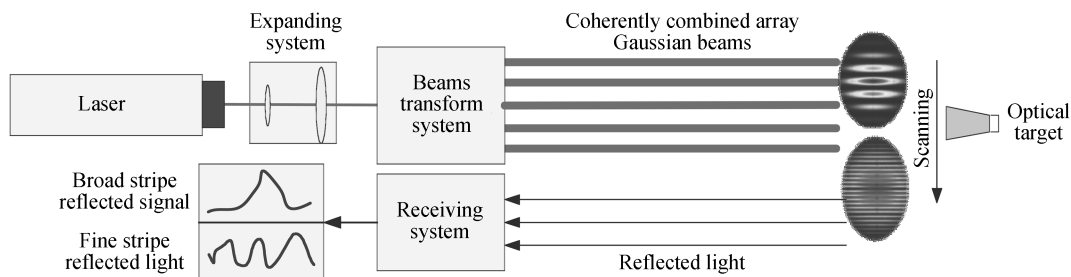 Expanding
system
Coherently combined array
Gaussian beams
Laser
Beams
transform
system
Scanning
Optical
target
Broad stripe
reflected signal
Receiving
system
Fine stripe
reflected light
Reflected light